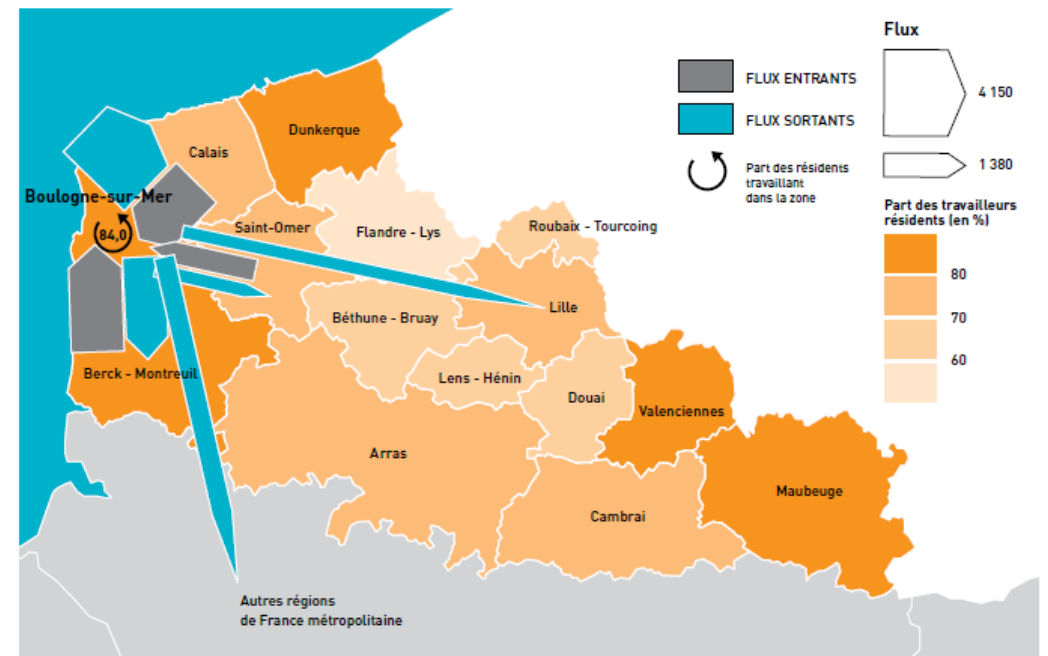 Flux
4 150
1 380
FLUX ENTRANTS
FLUX SORTANTS
Part des résidents
travaillant
dans la zone
Part des travailleurs
résidents (en %)
80
70
60
Dunkerque
Calais
Boulogne-sur-Mer
84,0
Saint-Omer
Flandre - Lys
Roubaix - Tourcoing
Lille
Béthune - Bruay
Berck - Montreuil
Lens - Hénin
Douai
Valenciennes
Arras
Maubeuge
Cambrai
Autres régions
de France métropolitaine